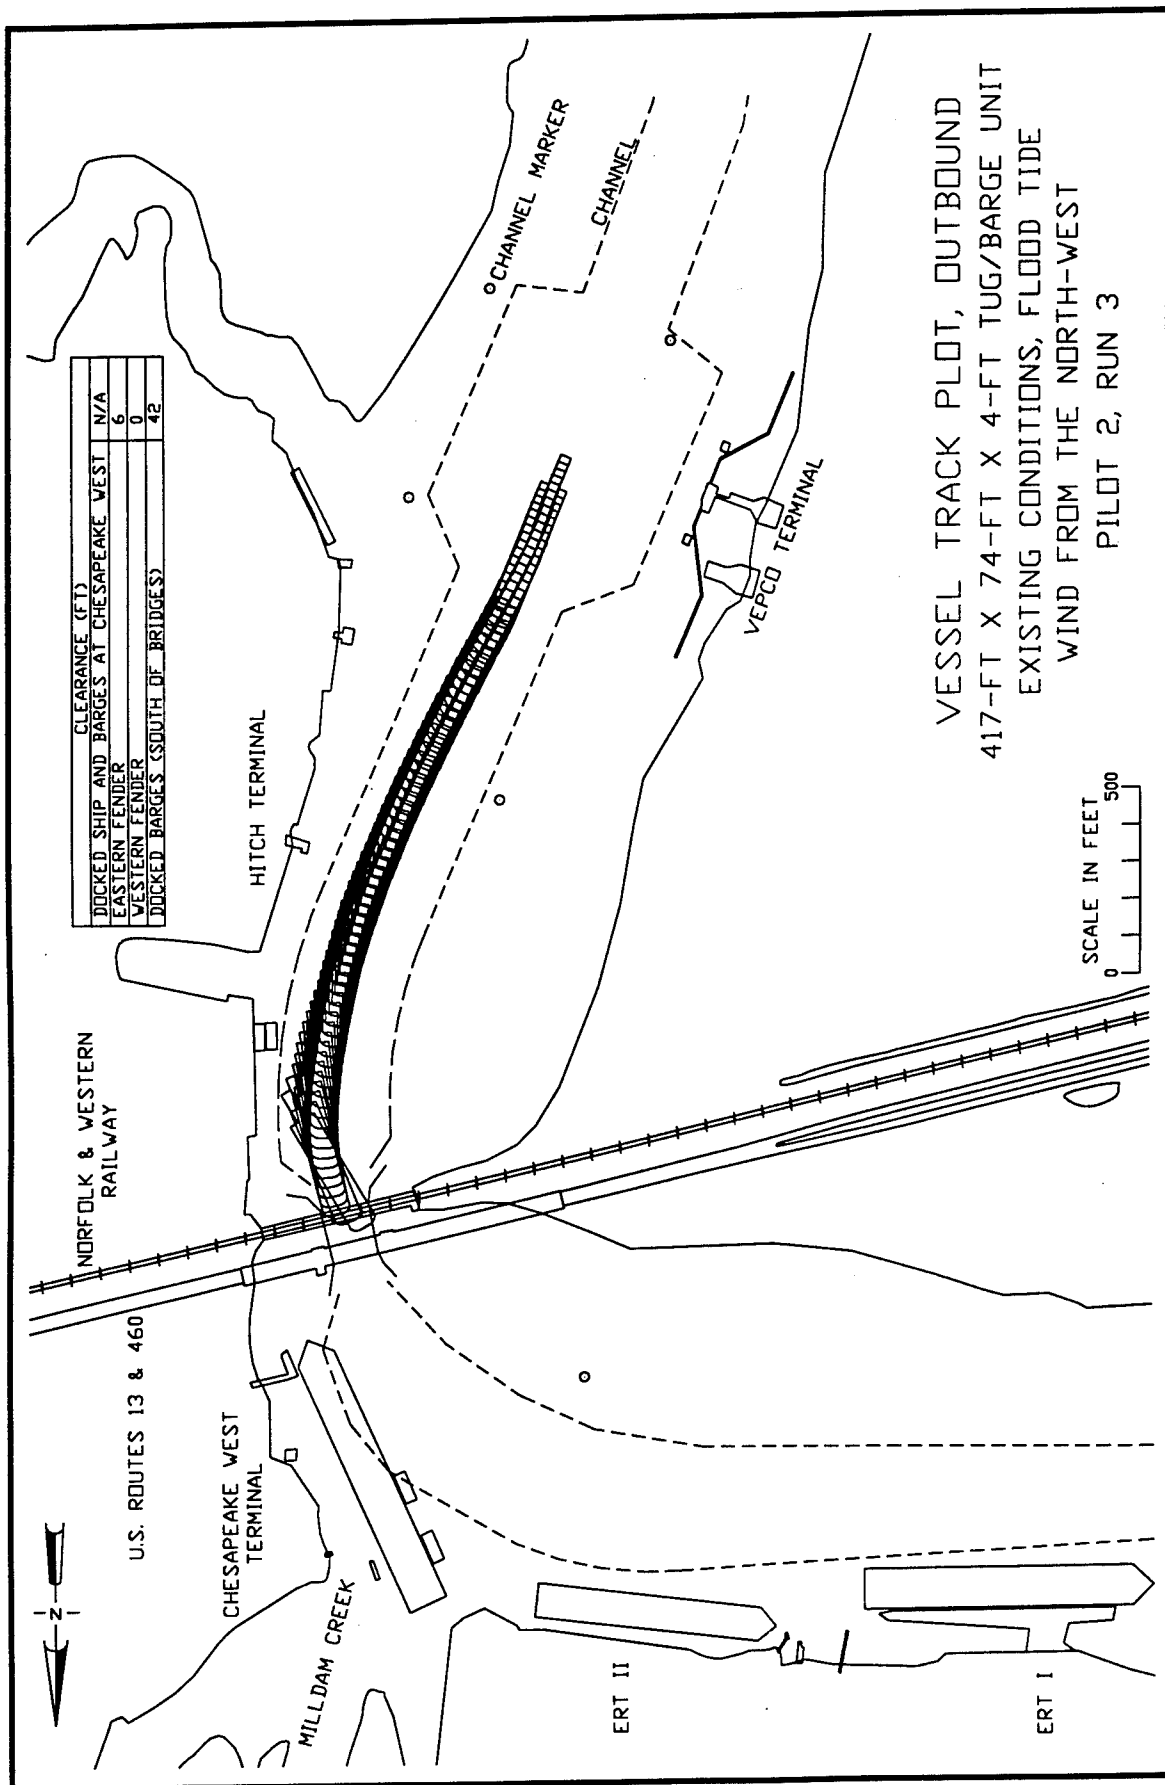 CLEARANCE (FT)
DOCKED SHIP AND BARGES AT CHESAPEAKE WEST N/A
EASTERN FENDER 6
WESTERN FENDER 0
DOCKED BARGES (SOUTH OF BRIDGES) 42
N
U.S. ROUTES 13 & 460
NORFOLK & WESTERN
RAILWAY
HITCH TERMINAL
CHESAPEAKE WEST
TERMINAL
MILLDAM CREEK
CHANNEL MARKER
CHANNEL
VEPCO TERMINAL
ERT II
ERT I
SCALE IN FEET
0 500
VESSEL TRACK PLOT, OUTBOUND
417-FT X 74-FT X 4-FT TUG/BARGE UNIT
EXISTING CONDITIONS, FLOOD TIDE
WIND FROM THE NORTH-WEST
PILOT 2, RUN 3